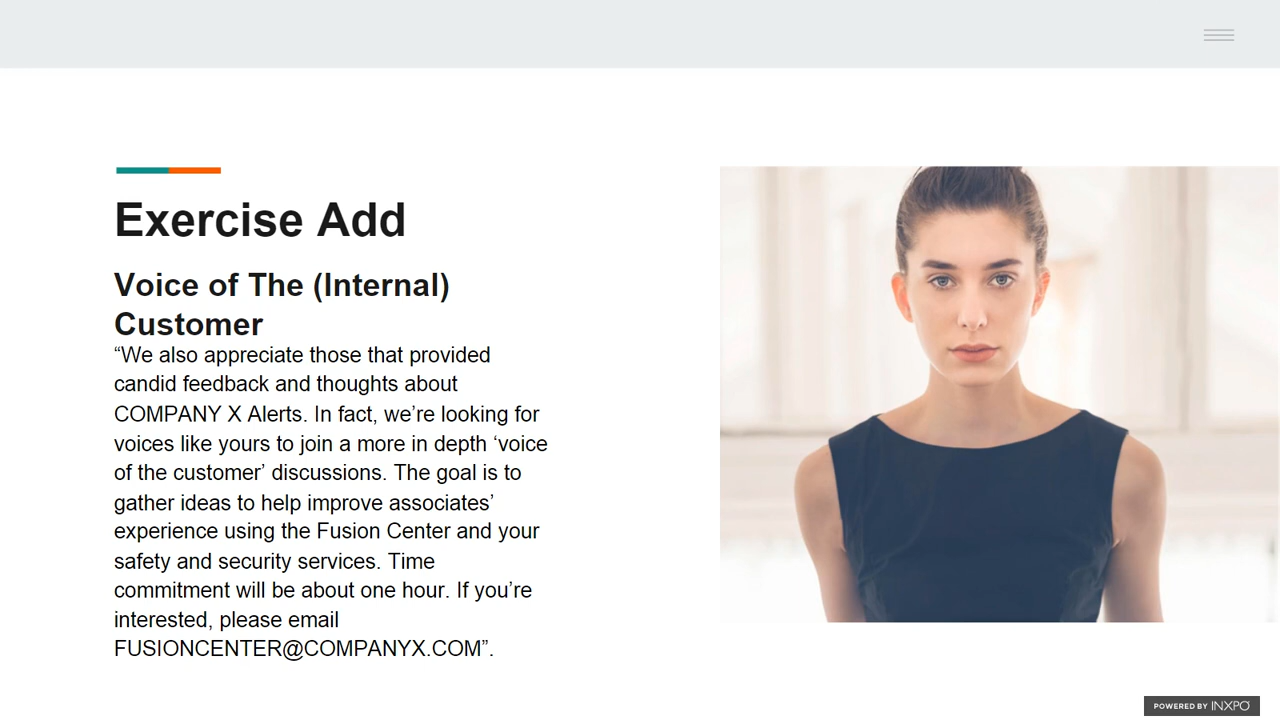 Exercise Add
Voice of The (Internal)
Customer
“We also appreciate those that provided
candid feedback and thoughts about
COMPANY X Alerts. In fact, we’re looking for
voices like yours to join a more in depth ‘voice
of the customer’ discussions. The goal is to
gather ideas to help improve associates’
experience using the Fusion Center and your
safety and security services. Time
commitment will be about one hour. If you’re
interested, please email
FUSIONCENTER@COMPANYX.COM”.
POWERED BY INXPO